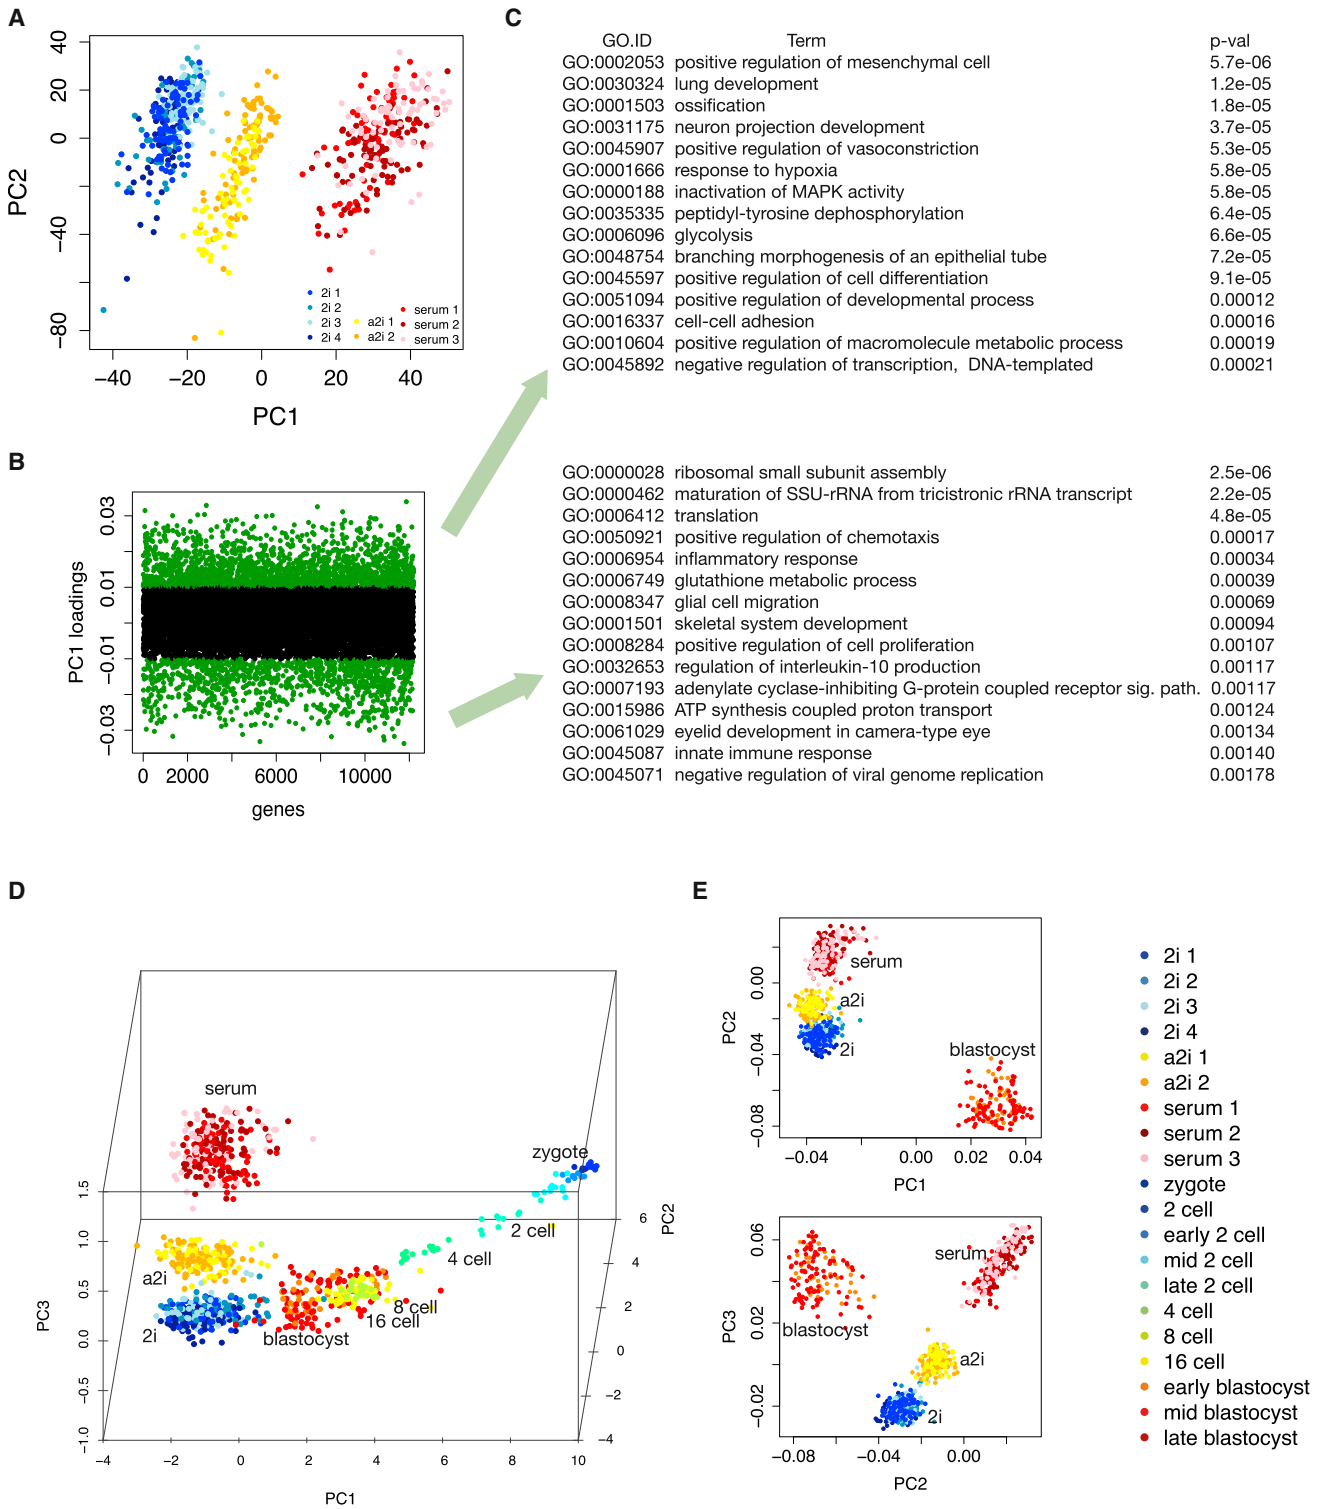 A
40
20
0
−40
−80
PC2
−40
−20
0
20
40
PC1
2i 1
2i 2
2i 3
2i 4
a2i 1
a2i 2
serum 1
serum 2
serum 3
B
0.03
0.01
−0.01
−0.03
PC1 loadings
0
2000
6000
10000
genes
C
GO.ID Term p-val
GO:0002053 positive regulation of mesenchymal cell 5.7e-06
GO:0030324 lung development 1.2e-05
GO:0001503 ossification 1.8e-05
GO:0031175 neuron projection development 3.7e-05
GO:0045907 positive regulation of vasoconstriction 5.3e-05
GO:0001666 response to hypoxia 5.8e-05
GO:0000188 inactivation of MAPK activity 5.8e-05
GO:0035335 peptidyl-tyrosine dephosphorylation 6.4e-05
GO:0006096 glycolysis 6.6e-05
GO:0048754 branching morphogenesis of an epithelial tube 7.2e-05
GO:0045597 positive regulation of cell differentiation 9.1e-05
GO:0051094 positive regulation of developmental process 0.00012
GO:0016337 cell-cell adhesion 0.00016
GO:0010604 positive regulation of macromolecule metabolic process 0.00019
GO:0045892 negative regulation of transcription, DNA-templated 0.00021
GO:0000028 ribosomal small subunit assembly 2.5e-06
GO:0000462 maturation of SSU-rRNA from tricistronic rRNA transcript 2.2e-05
GO:0006412 translation 4.8e-05
GO:0050921 positive regulation of chemotaxis 0.00017
GO:0006954 inflammatory response 0.00034
GO:0006749 glutathione metabolic process 0.00039
GO:0008347 glial cell migration 0.00069
GO:0001501 skeletal system development 0.00094
GO:0008284 positive regulation of cell proliferation 0.00107
GO:0032653 regulation of interleukin-10 production 0.00117
GO:0007193 adenylate cyclase-inhibiting G-protein coupled receptor sig. path. 0.00117
GO:0015986 ATP synthesis coupled proton transport 0.00124
GO:0061029 eyelid development in camera-type eye 0.00134
GO:0045087 innate immune response 0.00140
GO:0045071 negative regulation of viral genome replication 0.00178
D
serum
zygote
2 cell
4 cell
8 cell
16 cell
blastocyst
a2i
2i
1.5
1.0
0.5
0.0
−0.5
−1.0
PC3
6
4
2
0
−2
−4
PC2
−4
−2
0
2
4
6
8
10
PC1
E
serum
a2i
2i
blastocyst
0.00
−0.04
−0.08
PC2
−0.04
0.00
0.02
0.04
PC1
serum
blastocyst
a2i
2i
0.06
0.02
−0.02
PC3
−0.08
−0.04
0.00
PC2
2i 1
2i 2
2i 3
2i 4
a2i 1
a2i 2
serum 1
serum 2
serum 3
zygote
2 cell
early 2 cell
mid 2 cell
late 2 cell
4 cell
8 cell
16 cell
early blastocyst
mid blastocyst
late blastocyst